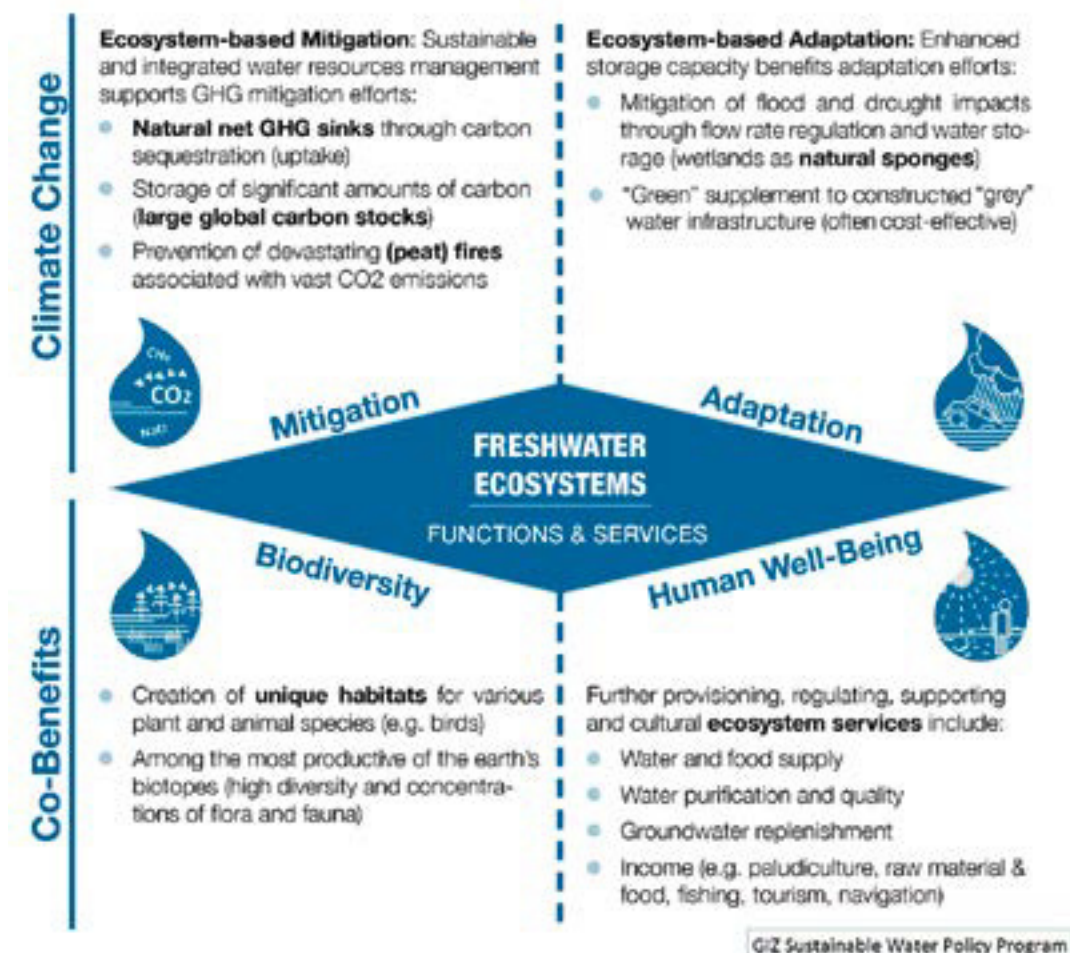 Climate Change
Ecosystem-based Mitigation: Sustainable
and integrated water resources management
supports GHG mitigation efforts:
Natural net GHG sinks through carbon
sequestration (uptake)
Storage of significant amounts of carbon
(large global carbon stocks)
Prevention of devastating (peat) fires
associated with vast CO2 emissions
Ecosystem-based Adaptation: Enhanced
storage capacity benefits adaptation efforts:
Mitigation of flood and drought impacts
through flow rate regulation and water sto-
rage (wetlands as natural sponges)
"Green" supplement to constructed "grey"
water infrastructure (often cost-effective)
CO2
Mitigation
Adaptation
FRESHWATER
ECOSYSTEMS
FUNCTIONS & SERVICES
Biodiversity
Human Well-Being
Co-Benefits
Creation of unique habitats for various
plant and animal species (e.g. birds)
Among the most productive of the earth's
biotopes (high diversity and concentra-
tions of flora and fauna)
Further provisioning, regulating, supporting
and cultural ecosystem services include:
Water and food supply
Water purification and quality
Groundwater replenishment
Income (e.g. paludiculture, raw material &
food, fishing, tourism, navigation)
GIZ Sustainable Water Policy Program